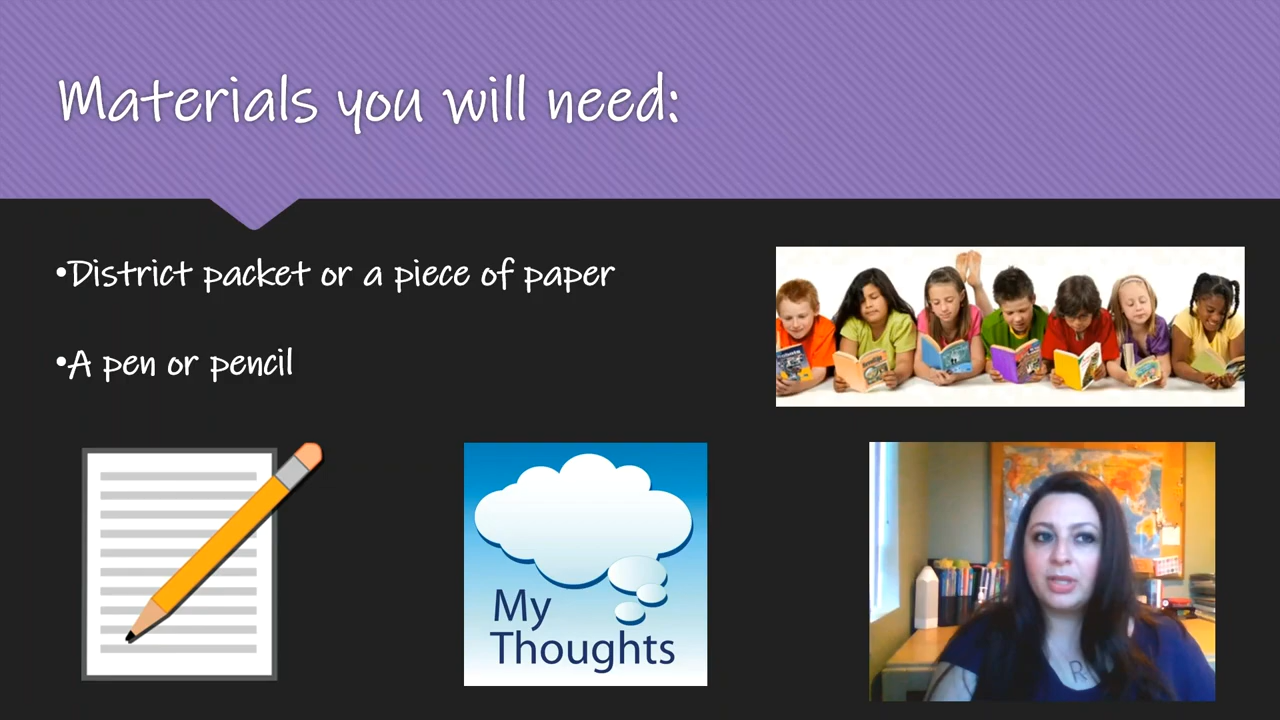 Materials you will need:
•District packet or a piece of paper
•A pen or pencil
My
Thoughts
R